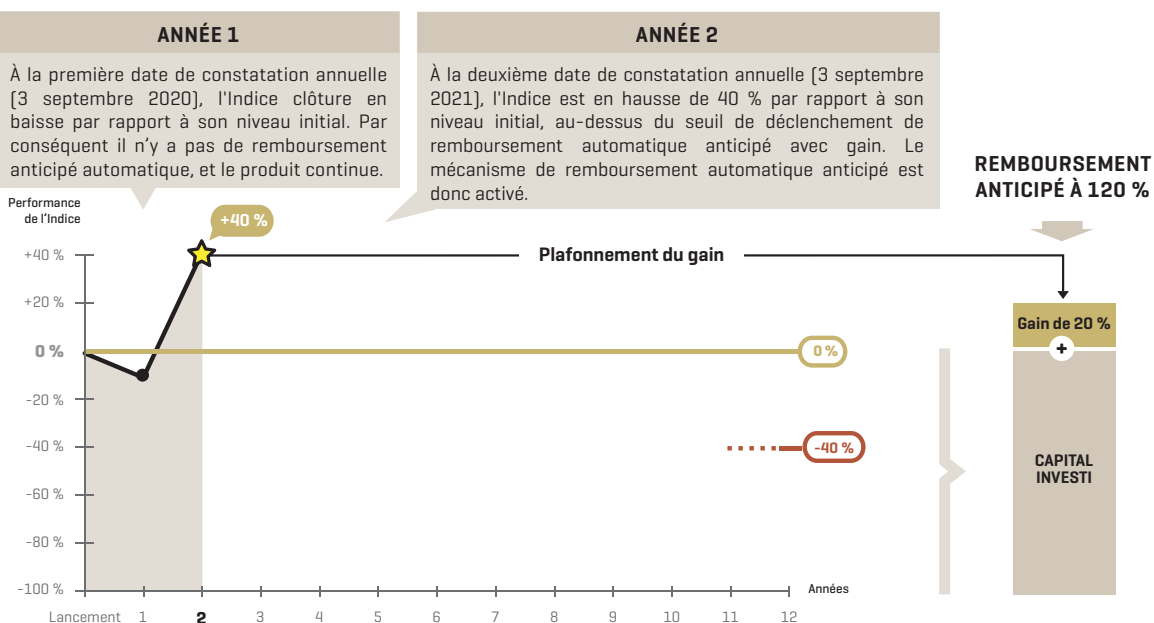 ANNÉE 1
À la première date de constatation annuelle
(3 septembre 2020), l'Indice clôture en
baisse par rapport à son niveau initial. Par
conséquent il n'y a pas de remboursement
anticipé automatique, et le produit continue.
ANNÉE 2
À la deuxième date de constatation annuelle (3 septembre
2021), l'Indice est en hausse de 40 % par rapport à son
niveau initial, au-dessus du seuil de déclenchement de
remboursement automatique anticipé avec gain. Le
mécanisme de remboursement automatique anticipé est
donc activé.
REMBOURSEMENT
ANTICIPÉ À 120 %
Performance
de l'Indice
+40 %
Plafonnement du gain
+40 %
+20 %
0 %
-20 %
-40 %
-60 %
-80 %
-100 %
0 %
-40 %
Gain de 20 %
+
CAPITAL
INVESTI
Années
Lancement 1 2 3 4 5 6 7 8 9 10 11 12